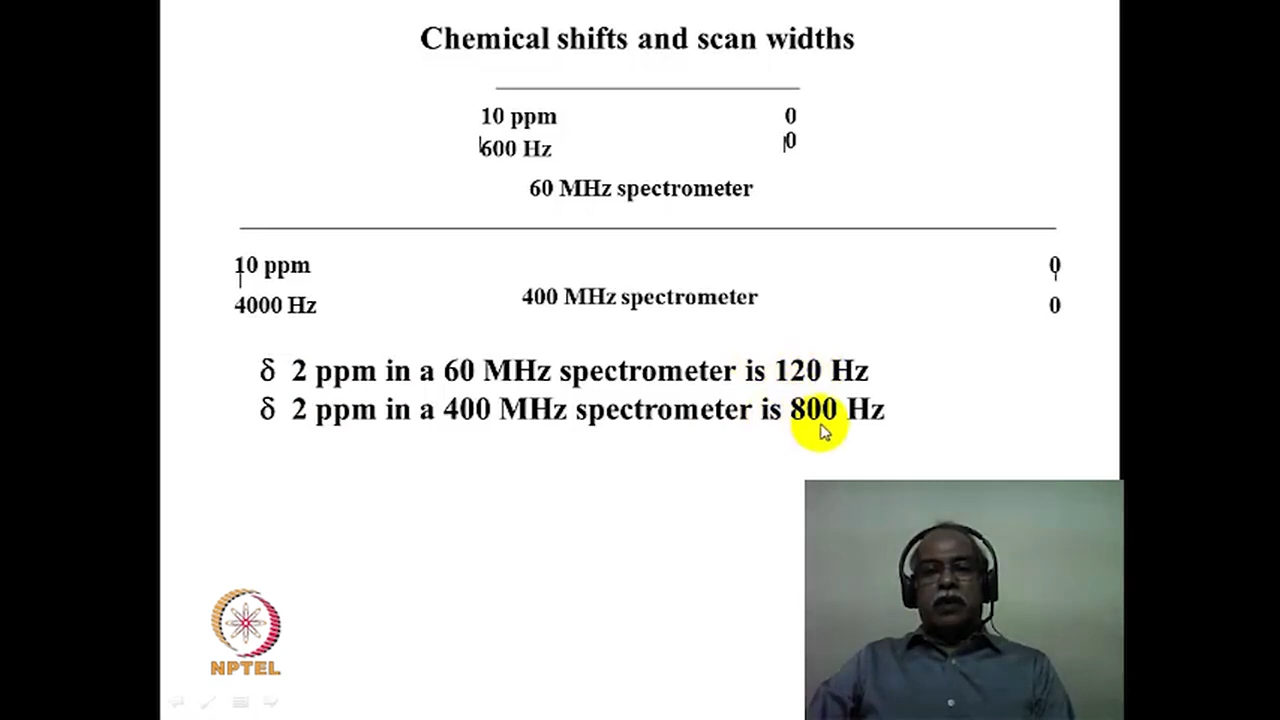 Chemical shifts and scan widths
10 ppm 0
600 Hz 0
60 MHz spectrometer
10 ppm 0
4000 Hz 400 MHz spectrometer 0
δ 2 ppm in a 60 MHz spectrometer is 120 Hz
δ 2 ppm in a 400 MHz spectrometer is 800 Hz
NPTEL